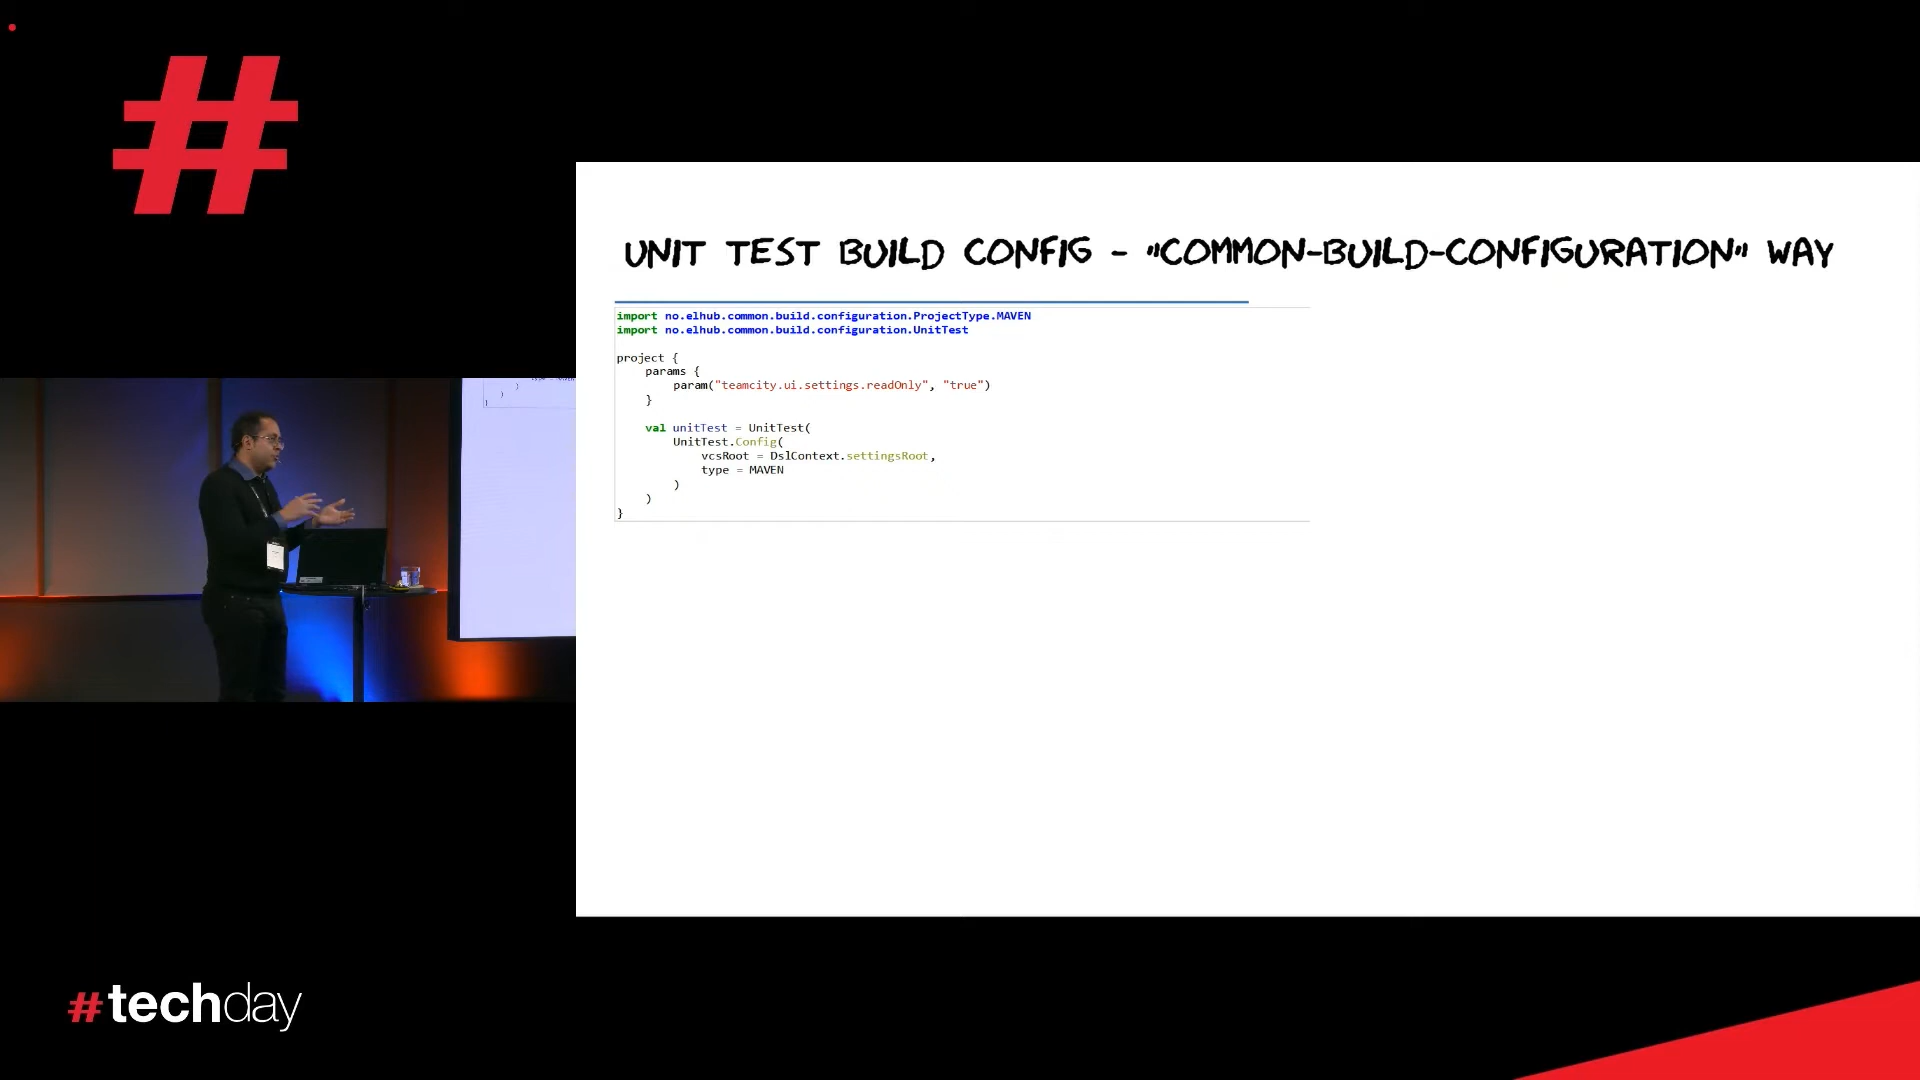 UNIT TEST BUILD CONFIG - "COMMON-BUILD-CONFIGURATION" WAY
import no.elhub.common.build.configuration.ProjectType.MAVEN
import no.elhub.common.build.configuration.UnitTest
project {
    params {
        param("teamcity.ui.settings.readOnly", "true")
    }
    val unitTest = UnitTest(
        UnitTest.Config(
            vcsRoot = DslContext.settingsRoot,
            type = MAVEN
        )
    )
}
#techday